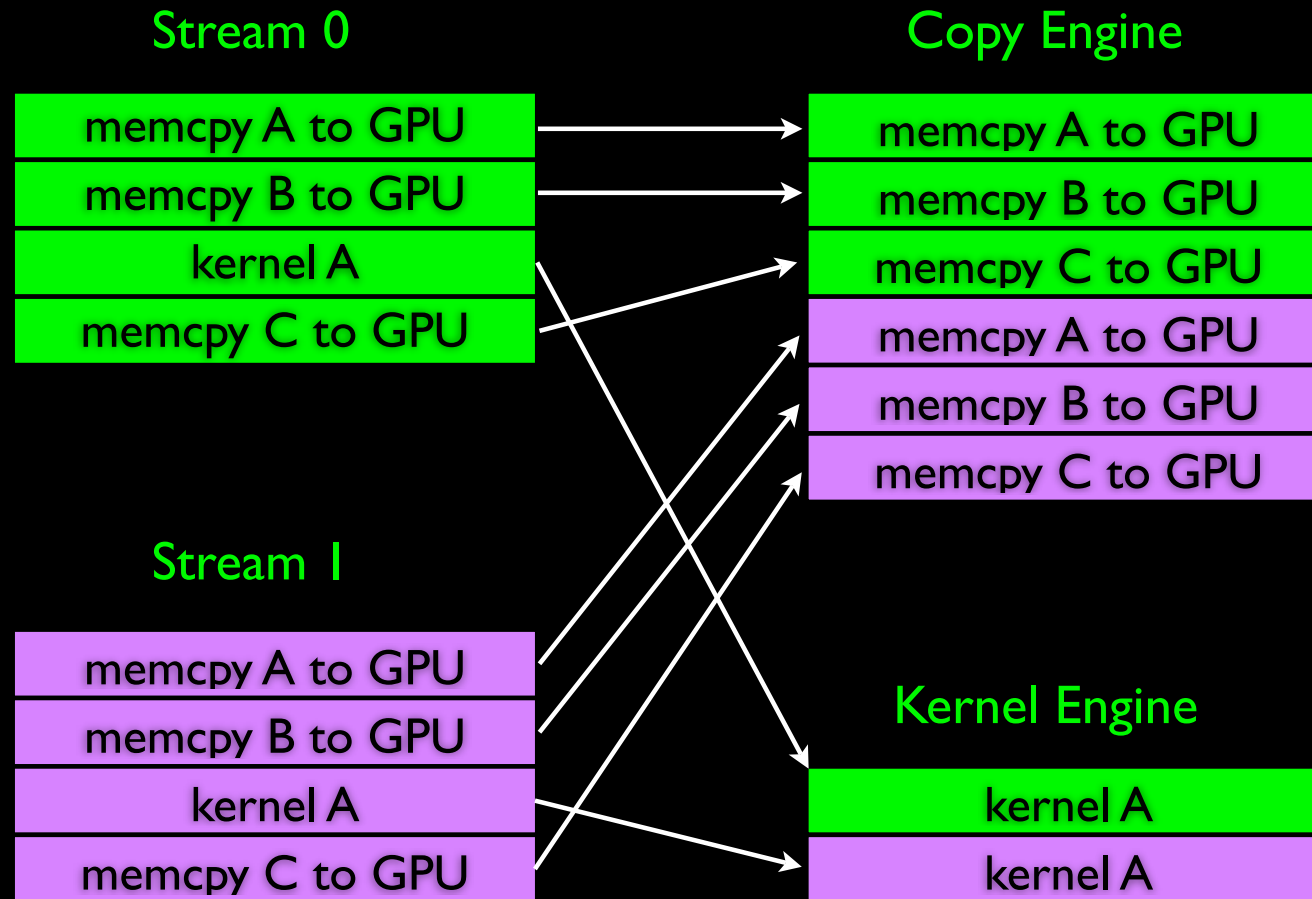 Stream 0
memcpy A to GPU
memcpy B to GPU
kernel A
memcpy C to GPU
Stream 1
memcpy A to GPU
memcpy B to GPU
kernel A
memcpy C to GPU
Copy Engine
memcpy A to GPU
memcpy B to GPU
memcpy C to GPU
memcpy A to GPU
memcpy B to GPU
memcpy C to GPU
Kernel Engine
kernel A
kernel A